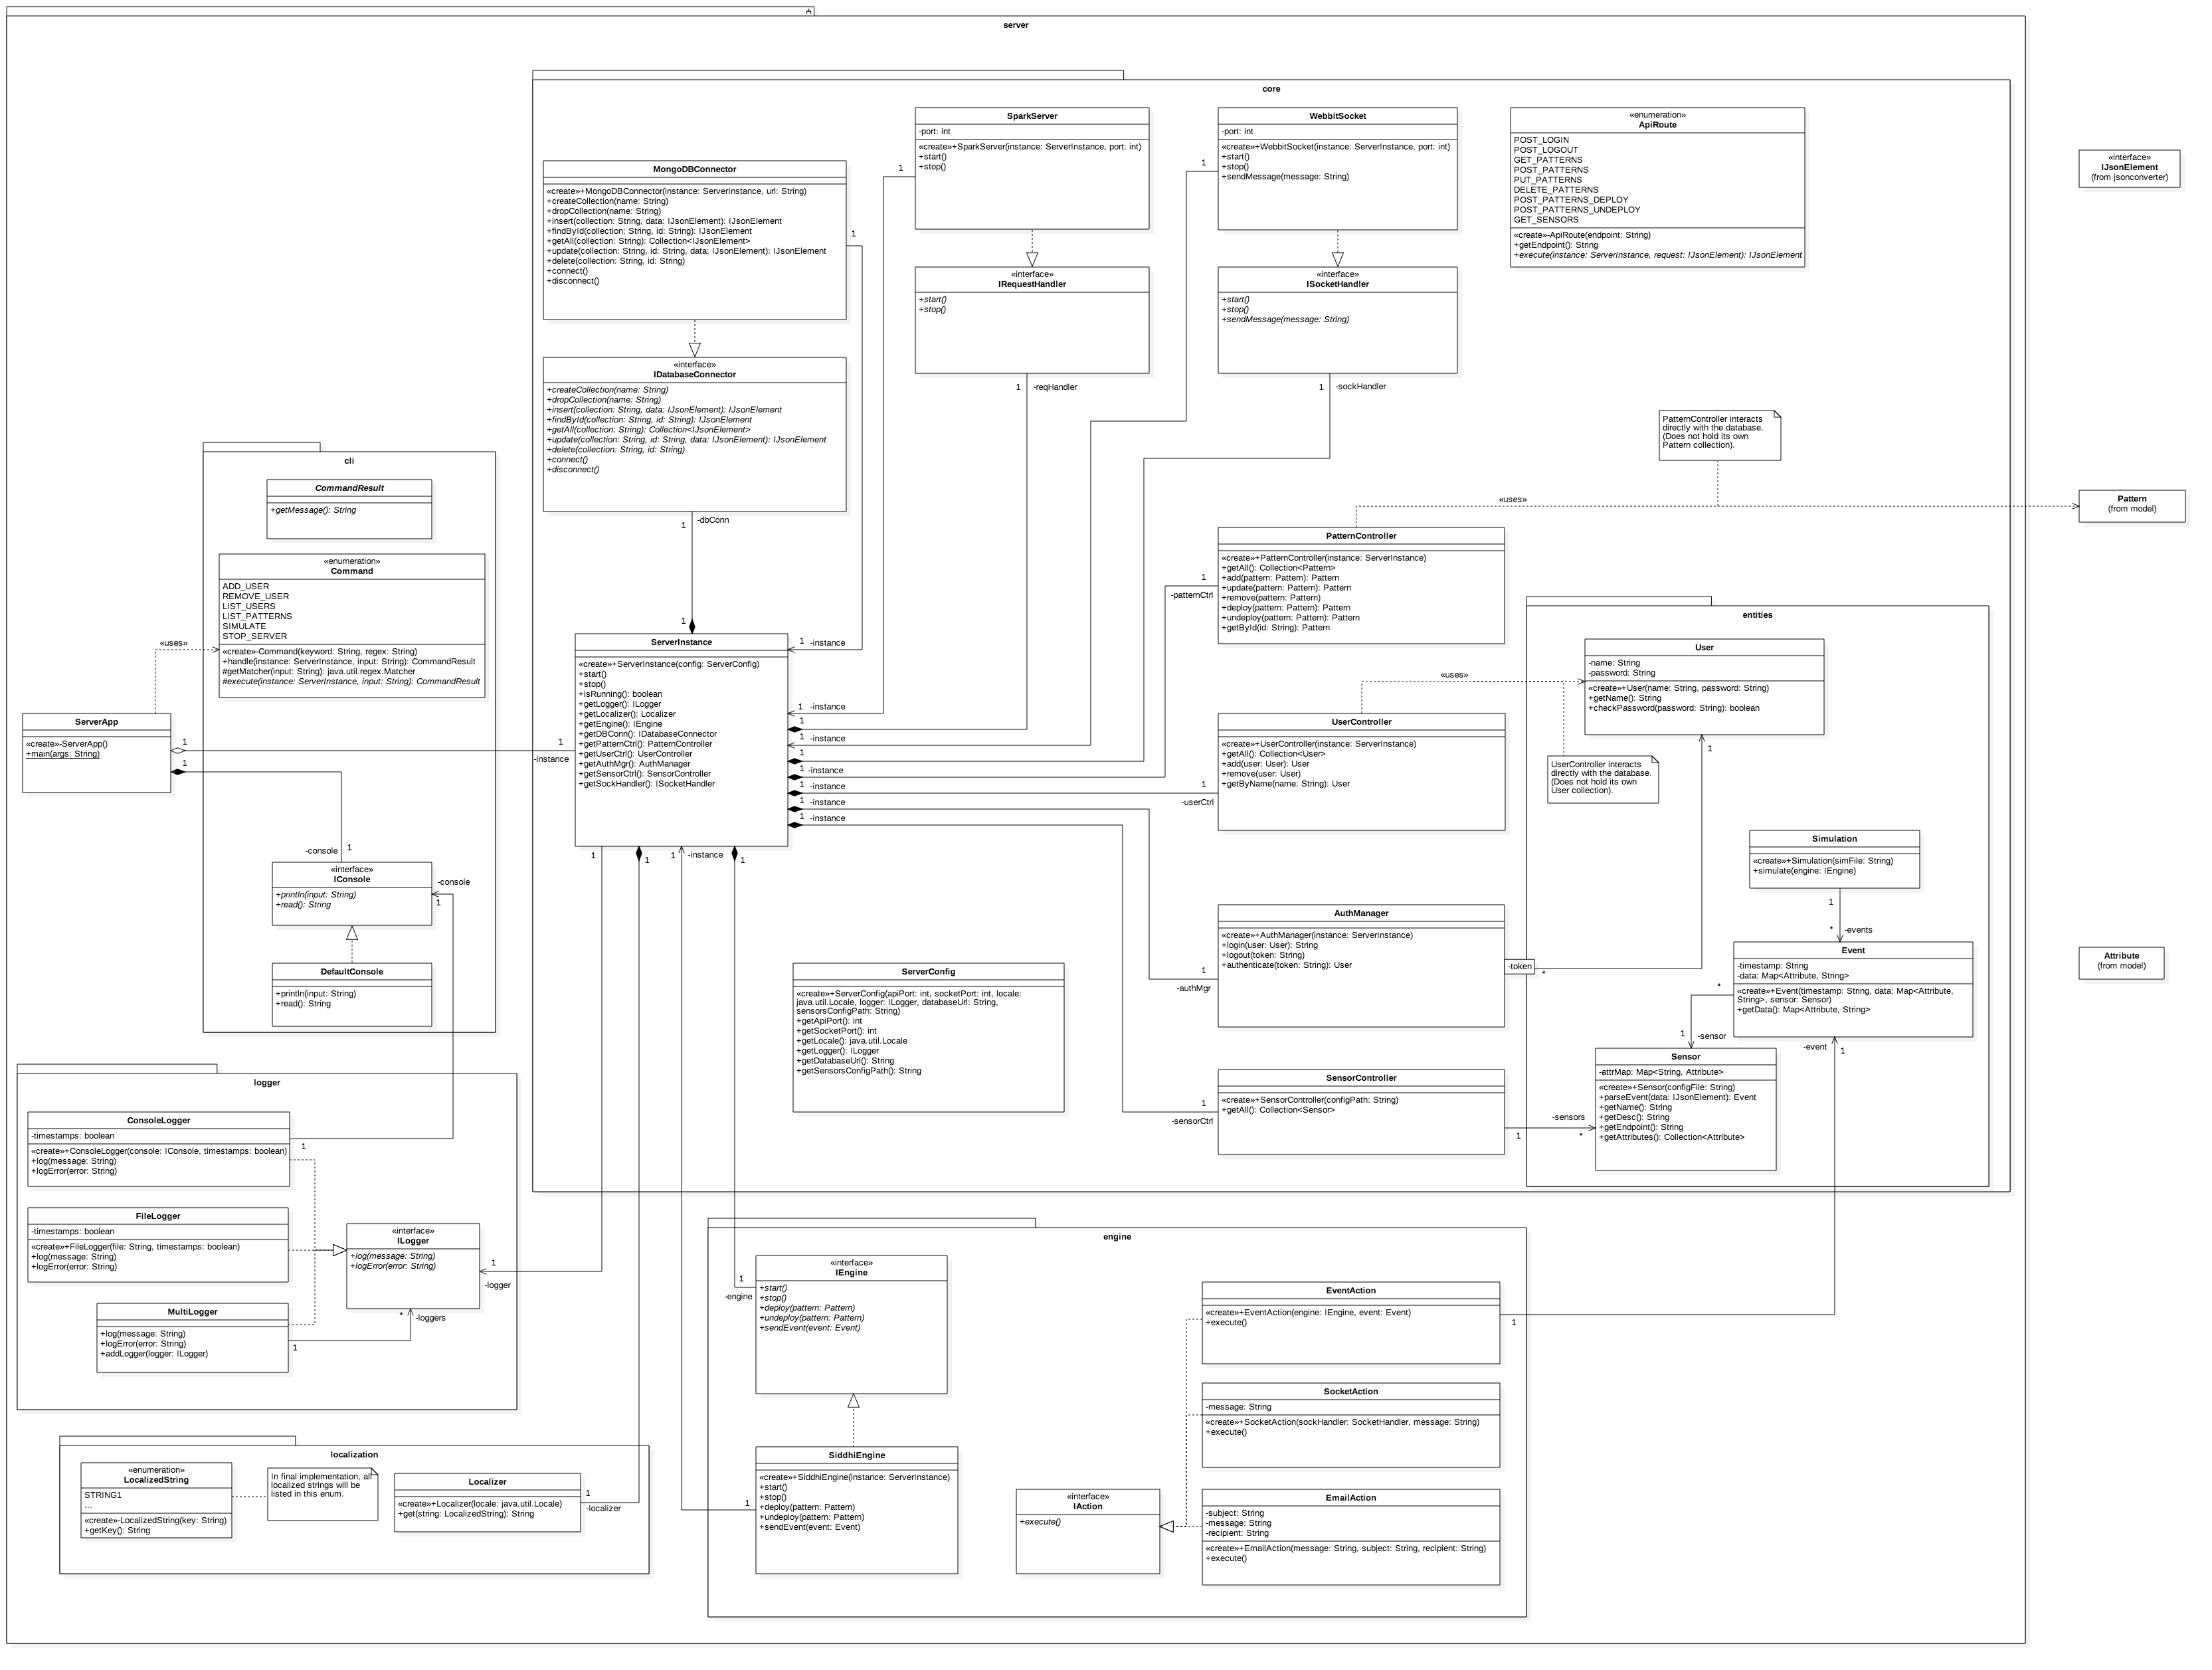 server
core
SparkServer
-port: int
«create»+SparkServer(instance: ServerInstance, port: int)
+start()
+stop()
1
WebbitSocket
-port: int
«create»+WebbitSocket(instance: ServerInstance, port: int)
+start()
+stop()
+sendMessage(message: String)
1
«enumeration»
ApiRoute
POST_LOGIN
POST_LOGOUT
GET_PATTERNS
POST_PATTERNS
PUT_PATTERNS
DELETE_PATTERNS
POST_PATTERNS_DEPLOY
POST_PATTERNS_UNDEPLOY
GET_SENSORS
«create»-ApiRoute(endpoint: String)
+getEndpoint(): String
+execute(instance: ServerInstance, request: IJsonElement): IJsonElement
«interface»
IJsonElement
(from jsonconverter)
MongoDBConnector
«create»+MongoDBConnector(instance: ServerInstance, url: String)
+createCollection(name: String)
+dropCollection(name: String)
+insert(collection: String, data: IJsonElement): IJsonElement
+findById(collection: String, id: String): IJsonElement
+getAll(collection: String): Collection<IJsonElement>
+update(collection: String, id: String, data: IJsonElement): IJsonElement
+delete(collection: String, id: String)
+connect()
+disconnect()
1
«interface»
IRequestHandler
+start()
+stop()
1
-reqHandler
«interface»
ISocketHandler
+start()
+stop()
+sendMessage(message: String)
1
-sockHandler
«interface»
IDatabaseConnector
+createCollection(name: String)
+dropCollection(name: String)
+insert(collection: String, data: IJsonElement): IJsonElement
+findById(collection: String, id: String): IJsonElement
+getAll(collection: String): Collection<IJsonElement>
+update(collection: String, id: String, data: IJsonElement): IJsonElement
+delete(collection: String, id: String)
+connect()
+disconnect()
1
-dbConn
PatternController interacts
directly with the database.
(Does not hold its own
Pattern collection).
«uses»
Pattern
(from model)
cli
CommandResult
+getMessage(): String
«enumeration»
Command
ADD_USER
REMOVE_USER
LIST_USERS
LIST_PATTERNS
SIMULATE
STOP_SERVER
«create»-Command(keyword: String, regex: String)
+handle(instance: ServerInstance, input: String): CommandResult
#getMatcher(input: String): java.util.regex.Matcher
#execute(instance: ServerInstance, input: String): CommandResult
«uses»
ServerApp
«create»-ServerApp()
+main(args: String)
1
1
1
-instance
-console
1
«interface»
IConsole
+println(input: String)
+read(): String
-console
1
DefaultConsole
+println(input: String)
+read(): String
1
ServerInstance
«create»+ServerInstance(config: ServerConfig)
+start()
+stop()
+isRunning(): boolean
+getLogger(): ILogger
+getLocalizer(): Localizer
+getEngine(): IEngine
+getDBConn(): IDatabaseConnector
+getPatternCtrl(): PatternController
+getUserCtrl(): UserController
+getAuthMgr(): AuthManager
+getSensorCtrl(): SensorController
+getSockHandler(): ISocketHandler
1 -instance
1 -instance
1
1 -instance
1
1 -instance
1 -instance
1 -instance
1 -instance
1
1
1 -instance
1
PatternController
«create»+PatternController(instance: ServerInstance)
+getAll(): Collection<Pattern>
+add(pattern: Pattern): Pattern
+update(pattern: Pattern): Pattern
+remove(pattern: Pattern)
+deploy(pattern: Pattern): Pattern
+undeploy(pattern: Pattern): Pattern
+getById(id: String): Pattern
1
-patternCtrl
entities
User
-name: String
-password: String
«create»+User(name: String, password: String)
+getName(): String
+checkPassword(password: String): boolean
1
«uses»
UserController
«create»+UserController(instance: ServerInstance)
+getAll(): Collection<User>
+add(user: User): User
+remove(user: User)
+getByName(name: String): User
1
-userCtrl
UserController interacts
directly with the database.
(Does not hold its own
User collection).
Simulation
«create»+Simulation(simFile: String)
+simulate(engine: IEngine)
1
*
-events
AuthManager
«create»+AuthManager(instance: ServerInstance)
+login(user: User): String
+logout(token: String)
+authenticate(token: String): User
1
-authMgr
-token
*
Event
-timestamp: String
-data: Map<Attribute, String>
«create»+Event(timestamp: String, data: Map<Attribute,
String>, sensor: Sensor)
+getData(): Map<Attribute, String>
*
1
-sensor
-event
1
Attribute
(from model)
ServerConfig
«create»+ServerConfig(apiPort: int, socketPort: int, locale:
java.util.Locale, logger: ILogger, databaseUrl: String,
sensorsConfigPath: String)
+getApiPort(): int
+getSocketPort(): int
+getLocale(): java.util.Locale
+getLogger(): ILogger
+getDatabaseUrl(): String
+getSensorsConfigPath(): String
SensorController
«create»+SensorController(configPath: String)
+getAll(): Collection<Sensor>
1
-sensorCtrl
1
-sensors
*
Sensor
-attrMap: Map<String, Attribute>
«create»+Sensor(configFile: String)
+parseEvent(data: IJsonElement): Event
+getName(): String
+getDesc(): String
+getEndpoint(): String
+getAttributes(): Collection<Attribute>
logger
ConsoleLogger
-timestamps: boolean
«create»+ConsoleLogger(console: IConsole, timestamps: boolean)
+log(message: String)
+logError(error: String)
1
FileLogger
-timestamps: boolean
«create»+FileLogger(file: String, timestamps: boolean)
+log(message: String)
+logError(error: String)
«interface»
ILogger
+log(message: String)
+logError(error: String)
1
-logger
*
-loggers
MultiLogger
+log(message: String)
+logError(error: String)
+addLogger(logger: ILogger)
1
localization
«enumeration»
LocalizedString
STRING1
...
«create»-LocalizedString(key: String)
+getKey(): String
In final implementation, all
localized strings will be
listed in this enum.
Localizer
«create»+Localizer(locale: java.util.Locale)
+get(string: LocalizedString): String
1
-localizer
engine
«interface»
IEngine
+start()
+stop()
+deploy(pattern: Pattern)
+undeploy(pattern: Pattern)
+sendEvent(event: Event)
1
-engine
SiddhiEngine
«create»+SiddhiEngine(instance: ServerInstance)
+start()
+stop()
+deploy(pattern: Pattern)
+undeploy(pattern: Pattern)
+sendEvent(event: Event)
1
«interface»
IAction
+execute()
EventAction
«create»+EventAction(engine: IEngine, event: Event)
+execute()
1
SocketAction
-message: String
«create»+SocketAction(sockHandler: SocketHandler, message: String)
+execute()
EmailAction
-subject: String
-message: String
-recipient: String
«create»+EmailAction(message: String, subject: String, recipient: String)
+execute()